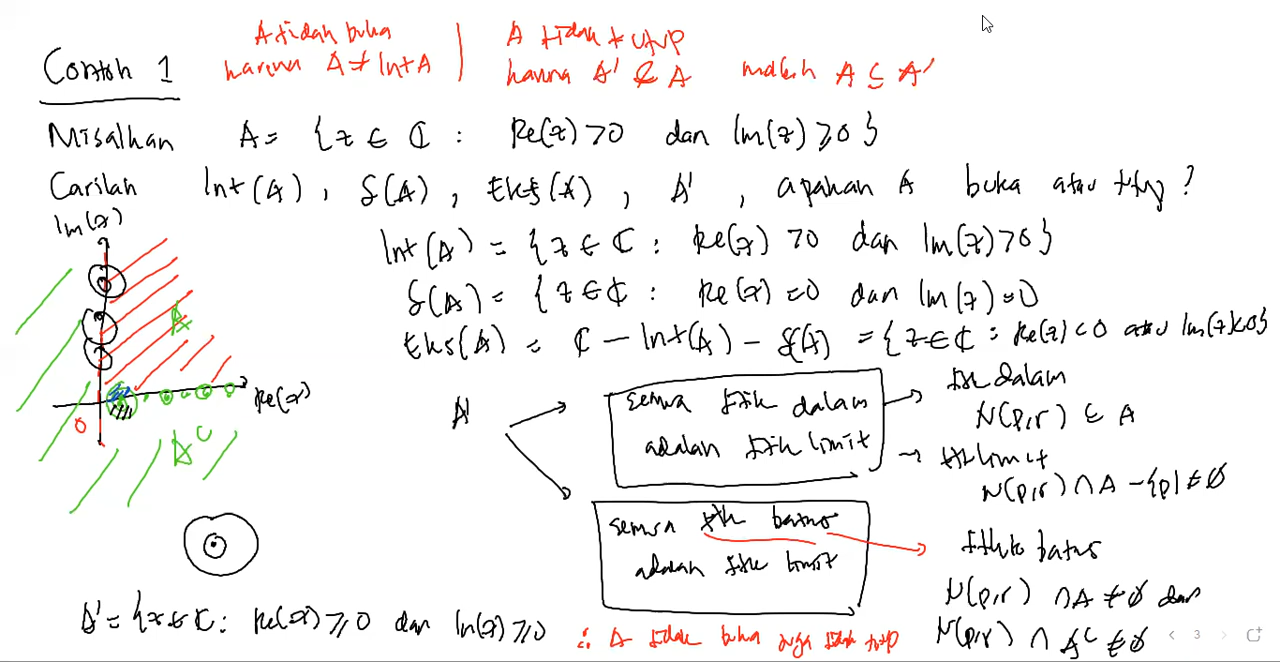 Contoh 1
A tidak buka
karena A ≠ Int A
A tidak tutup
karena A' ⊈ A malah A ⊆ A'
Misalkan A = {z ∈ ℂ : Re(z) > 0 dan Im(z) ≥ 0}
Carilah Int(A), δ(A), Eks(A), A', apakah A buka atau ttp?
Im(z)
A
Re(z)
0
A^C
Int(A) = {z ∈ ℂ : Re(z) > 0 dan Im(z) > 0}
δ(A) = {z ∈ ℂ : Re(z) = 0 dan Im(z) = 0
Eks(A) = ℂ − Int(A) − δ(A) = {z ∈ ℂ : Re(z) < 0 atau Im(z) < 0}
A'
semua titik dalam
adalah titik limit
titik dalam
N(p,r) ⊆ A
titik limit
N(p,r) ∩ A − {p} ≠ ∅
semua titik batas
adalah titik limit
titik batas
N(p,r) ∩ A ≠ ∅ dan
N(p,r) ∩ A^C ≠ ∅
A' = {z ∈ ℂ : Re(z) ≥ 0 dan Im(z) ≥ 0
∴ A tidak buka juga tidak tutup
3